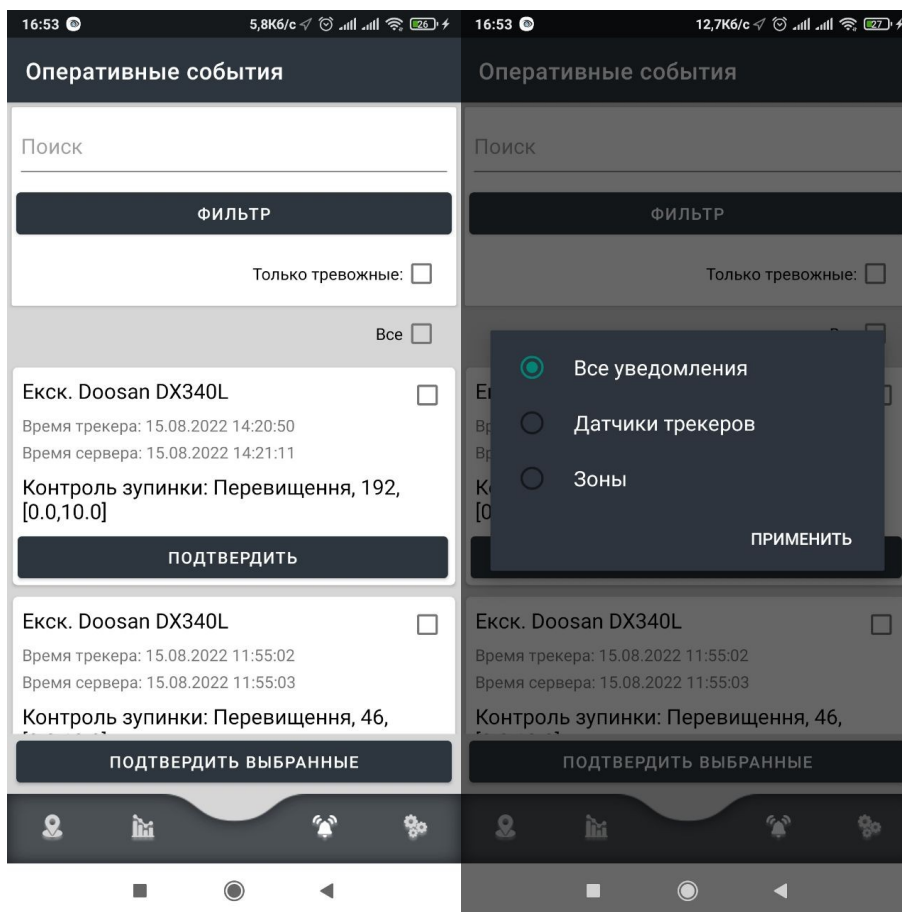 16:53
5,8Кб/с
26
Оперативные события
Поиск
ФИЛЬТР
Только тревожные:
Все
Екск. Doosan DX340L
Время трекера: 15.08.2022 14:20:50
Время сервера: 15.08.2022 14:21:11
Контроль зупинки: Перевищення, 192,
[0.0,10.0]
ПОДТВЕРДИТЬ
Екск. Doosan DX340L
Время трекера: 15.08.2022 11:55:02
Время сервера: 15.08.2022 11:55:03
Контроль зупинки: Перевищення, 46,
ПОДТВЕРДИТЬ ВЫБРАННЫЕ
16:53
12,7Кб/с
27
Оперативные события
Поиск
ФИЛЬТР
Только тревожные:
Все уведомления
Датчики трекеров
Зоны
ПРИМЕНИТЬ
Екск. Doosan DX340L
Время трекера: 15.08.2022 11:55:02
Время сервера: 15.08.2022 11:55:03
Контроль зупинки: Перевищення, 46,
ПОДТВЕРДИТЬ ВЫБРАННЫЕ